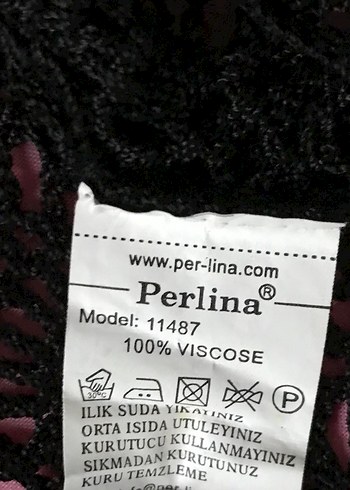 www.per-lina.com
Perlina®
Model: 11487
100% VISCOSE
30°C
P
ILIK SUDA YIKAYINIZ
ORTA ISIDA UTULEYINIZ
KURUTUCU KULLANMAYINIZ
SIKMADAN KURUTUNUZ
KURU TEMZLEME